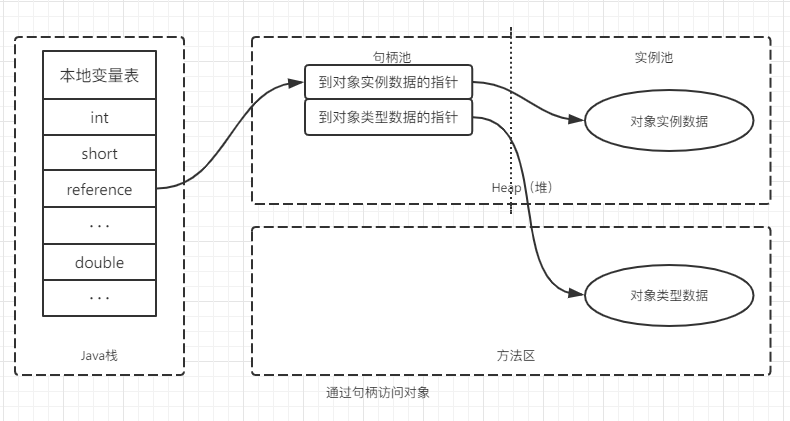 本地变量表
int
short
reference
...
double
...
Java栈
句柄池
到对象实例数据的指针
到对象类型数据的指针
实例池
对象实例数据
Heap（堆）
对象类型数据
方法区
通过句柄访问对象